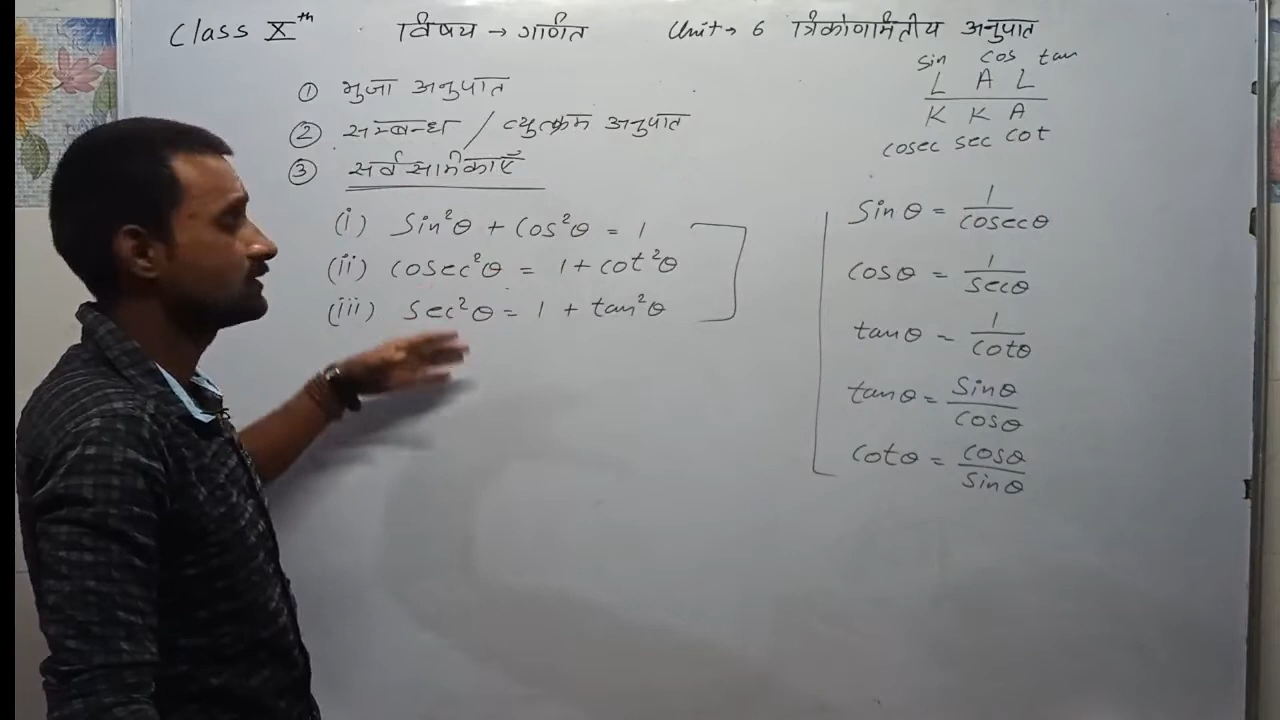 Class Xth विषय → गणित Unit → 6 त्रिकोणमितीय अनुपात
① भुजा अनुपात
② सम्बन्ध / व्युत्क्रम अनुपात
③ सर्वसमिकाएँ
(i) Sin²θ + Cos²θ = 1
(ii) Cosec²θ = 1 + cot²θ
(iii) Sec²θ = 1 + tan²θ
Sin Cos tan
L A L
K K A
Cosec Sec Cot
Sinθ = 1/Cosecθ
Cosθ = 1/Secθ
tanθ = 1/Cotθ
tanθ = Sinθ/Cosθ
Cotθ = Cosθ/Sinθ